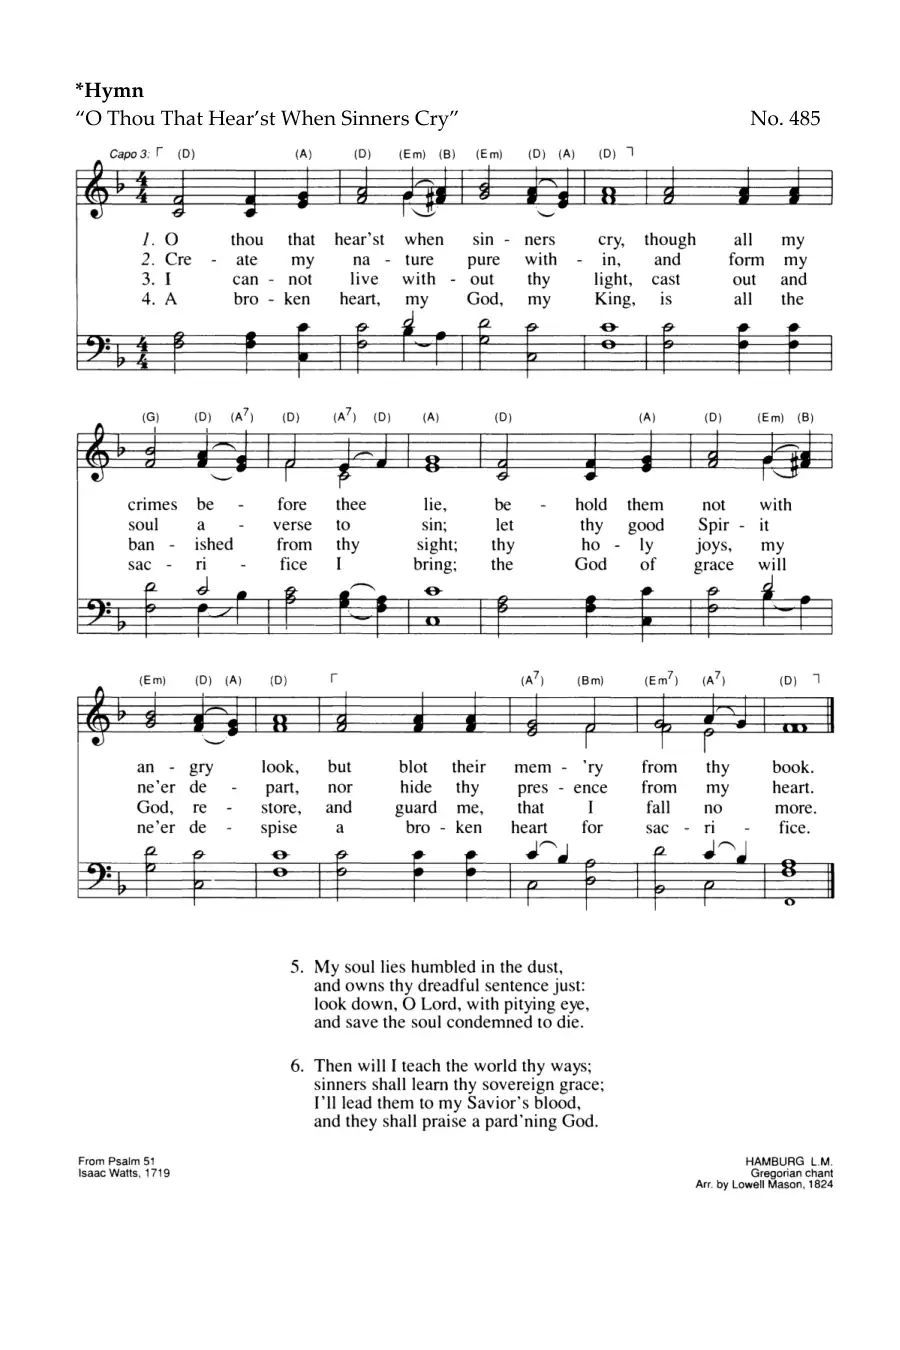 *Hymn
“O Thou That Hear’st When Sinners Cry” No. 485
Capo 3: (D) (A) (D) (Em) (B) (Em) (D) (A) (D)
1. O thou that hear'st when sin - ners cry, though all my
2. Cre - ate my na - ture pure with - in, and form my
3. I can - not live with - out thy light, cast out and
4. A bro - ken heart, my God, my King, is all the
(G) (D) (A7) (D) (A7) (D) (A) (D) (A) (D) (Em) (B)
crimes be - fore thee lie, be - hold them not with
soul a - verse to sin; let thy good Spir - it
ban - ished from thy sight; thy ho - ly joys, my
sac - ri - fice I bring; the God of grace will
(Em) (D) (A) (D) (A7) (Bm) (Em7) (A7) (D)
an - gry look, but blot their mem - 'ry from thy book.
ne'er de - part, nor hide thy pres - ence from my heart.
God, re - store, and guard me, that I fall no more.
ne'er de - spise a bro - ken heart for sac - ri - fice.
5. My soul lies humbled in the dust,
and owns thy dreadful sentence just:
look down, O Lord, with pitying eye,
and save the soul condemned to die.
6. Then will I teach the world thy ways;
sinners shall learn thy sovereign grace;
I'll lead them to my Savior's blood,
and they shall praise a pard'ning God.
From Psalm 51
Isaac Watts, 1719
HAMBURG L.M.
Gregorian chant
Arr. by Lowell Mason, 1824